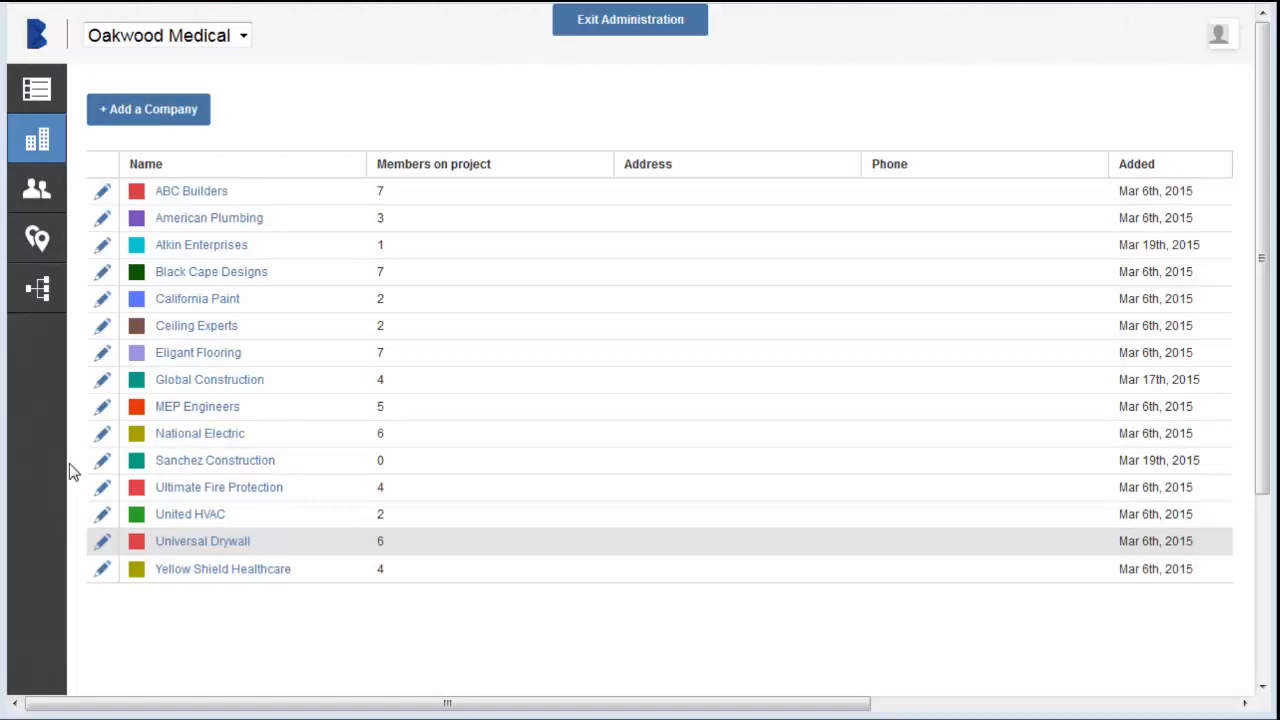 Exit Administration
Oakwood Medical
+ Add a Company
Name Members on project Address Phone Added
ABC Builders 7 Mar 6th, 2015
American Plumbing 3 Mar 6th, 2015
Atkin Enterprises 1 Mar 19th, 2015
Black Cape Designs 7 Mar 6th, 2015
California Paint 2 Mar 6th, 2015
Ceiling Experts 2 Mar 6th, 2015
Eligant Flooring 7 Mar 6th, 2015
Global Construction 4 Mar 17th, 2015
MEP Engineers 5 Mar 6th, 2015
National Electric 6 Mar 6th, 2015
Sanchez Construction 0 Mar 19th, 2015
Ultimate Fire Protection 4 Mar 6th, 2015
United HVAC 2 Mar 6th, 2015
Universal Drywall 6 Mar 6th, 2015
Yellow Shield Healthcare 4 Mar 6th, 2015